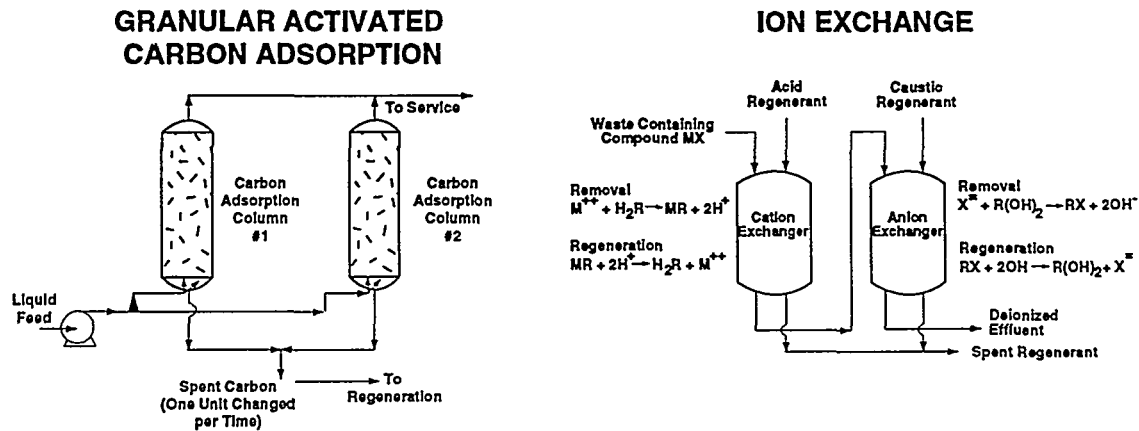 GRANULAR ACTIVATED
CARBON ADSORPTION
To Service
Carbon
Adsorption
Column
#1
Carbon
Adsorption
Column
#2
Liquid
Feed
Spent Carbon
(One Unit Changed
per Time)
To
Regeneration
ION EXCHANGE
Acid
Regenerant
Caustic
Regenerant
Waste Containing
Compound MX
Removal
M⁺⁺ + H₂R→MR + 2H⁺
Regeneration
MR + 2H⁺→H₂R + M⁺⁺
Cation
Exchanger
Anion
Exchanger
Removal
X⁼ + R(OH)₂→RX + 2OH⁻
Regeneration
RX + 2OH → R(OH)₂ + X⁼
Deionized
Effluent
Spent Regenerant